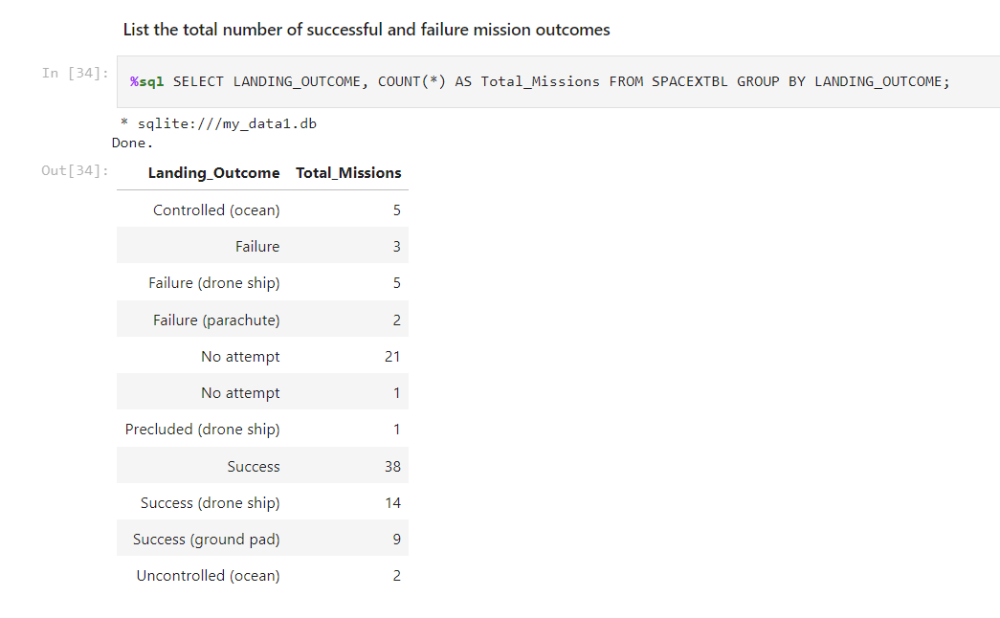 List the total number of successful and failure mission outcomes
In [34]: %sql SELECT LANDING_OUTCOME, COUNT(*) AS Total_Missions FROM SPACEXTBL GROUP BY LANDING_OUTCOME;
* sqlite:///my_data1.db
Done.
Out[34]: Landing_Outcome Total_Missions
Controlled (ocean) 5
Failure 3
Failure (drone ship) 5
Failure (parachute) 2
No attempt 21
No attempt 1
Precluded (drone ship) 1
Success 38
Success (drone ship) 14
Success (ground pad) 9
Uncontrolled (ocean) 2